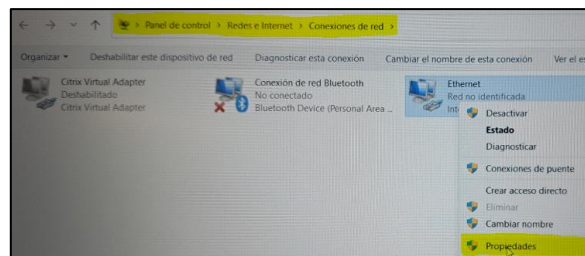 Panel de control > Redes e Internet > Conexiones de red >
Organizar Deshabilitar este dispositivo de red Diagnosticar esta conexión Cambiar el nombre de esta conexión Ver el
Citrix Virtual Adapter
Deshabilitado
Citrix Virtual Adapter
Conexión de red Bluetooth
No conectado
Bluetooth Device (Personal Area ...
Ethernet
Red no identificada
Desactivar
Estado
Diagnosticar
Conexiones de puente
Crear acceso directo
Eliminar
Cambiar nombre
Propiedades